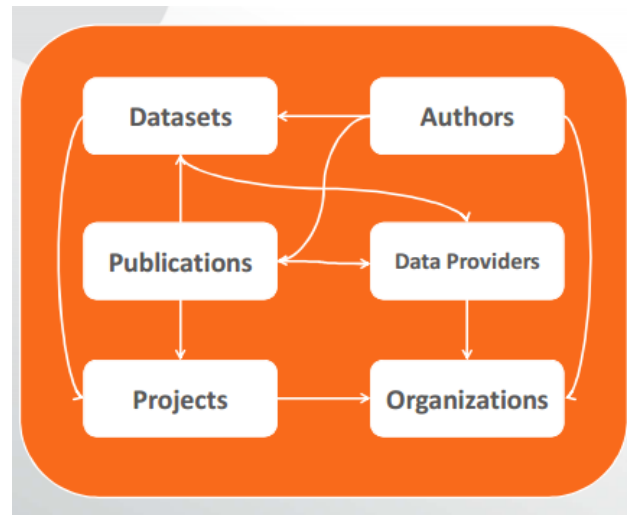 Datasets
Authors
Publications
Data Providers
Projects
Organizations